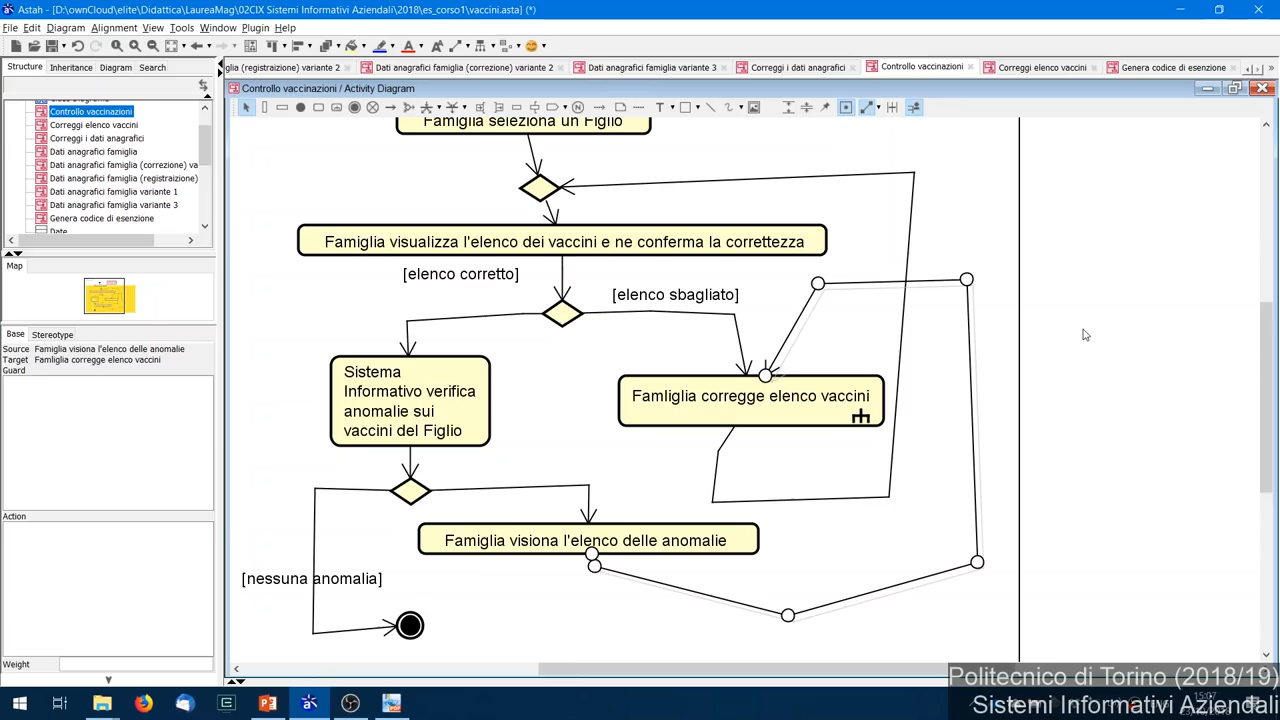 Astah - [D:\ownCloud\elite\Didattica\LaureaMag\02CIX Sistemi Informativi Aziendali\2018\es_corso1\vaccini.asta] (*)
File Edit Diagram Alignment View Tools Window Plugin Help
Structure Inheritance Diagram Search
iglia (registraizione) variante 2
Dati anagrafici famiglia (correzione) variante 2
Dati anagrafici famiglia variante 3
Correggi i dati anagrafici
Controllo vaccinazioni
Correggi elenco vaccini
Genera codice di esenzione
Controllo vaccinazioni / Activity Diagram
Controllo vaccinazioni
Correggi elenco vaccini
Correggi i dati anagrafici
Dati anagrafici famiglia
Dati anagrafici famiglia (correzione) va
Dati anagrafici famiglia (registraizione)
Dati anagrafici famiglia variante 1
Dati anagrafici famiglia variante 3
Genera codice di esenzione
Date
Map
Base Stereotype
Source Famiglia visiona l'elenco delle anomalie
Target Famliglia corregge elenco vaccini
Guard
Action
Weight
Famiglia seleziona un Figlio
Famiglia visualizza l'elenco dei vaccini e ne conferma la correttezza
[elenco corretto]
[elenco sbagliato]
Sistema
Informativo verifica
anomalie sui
vaccini del Figlio
Famliglia corregge elenco vaccini
Famiglia visiona l'elenco delle anomalie
[nessuna anomalia]
Politecnico di Torino (2018/19)
Sistemi Informativi Aziendali
15:07